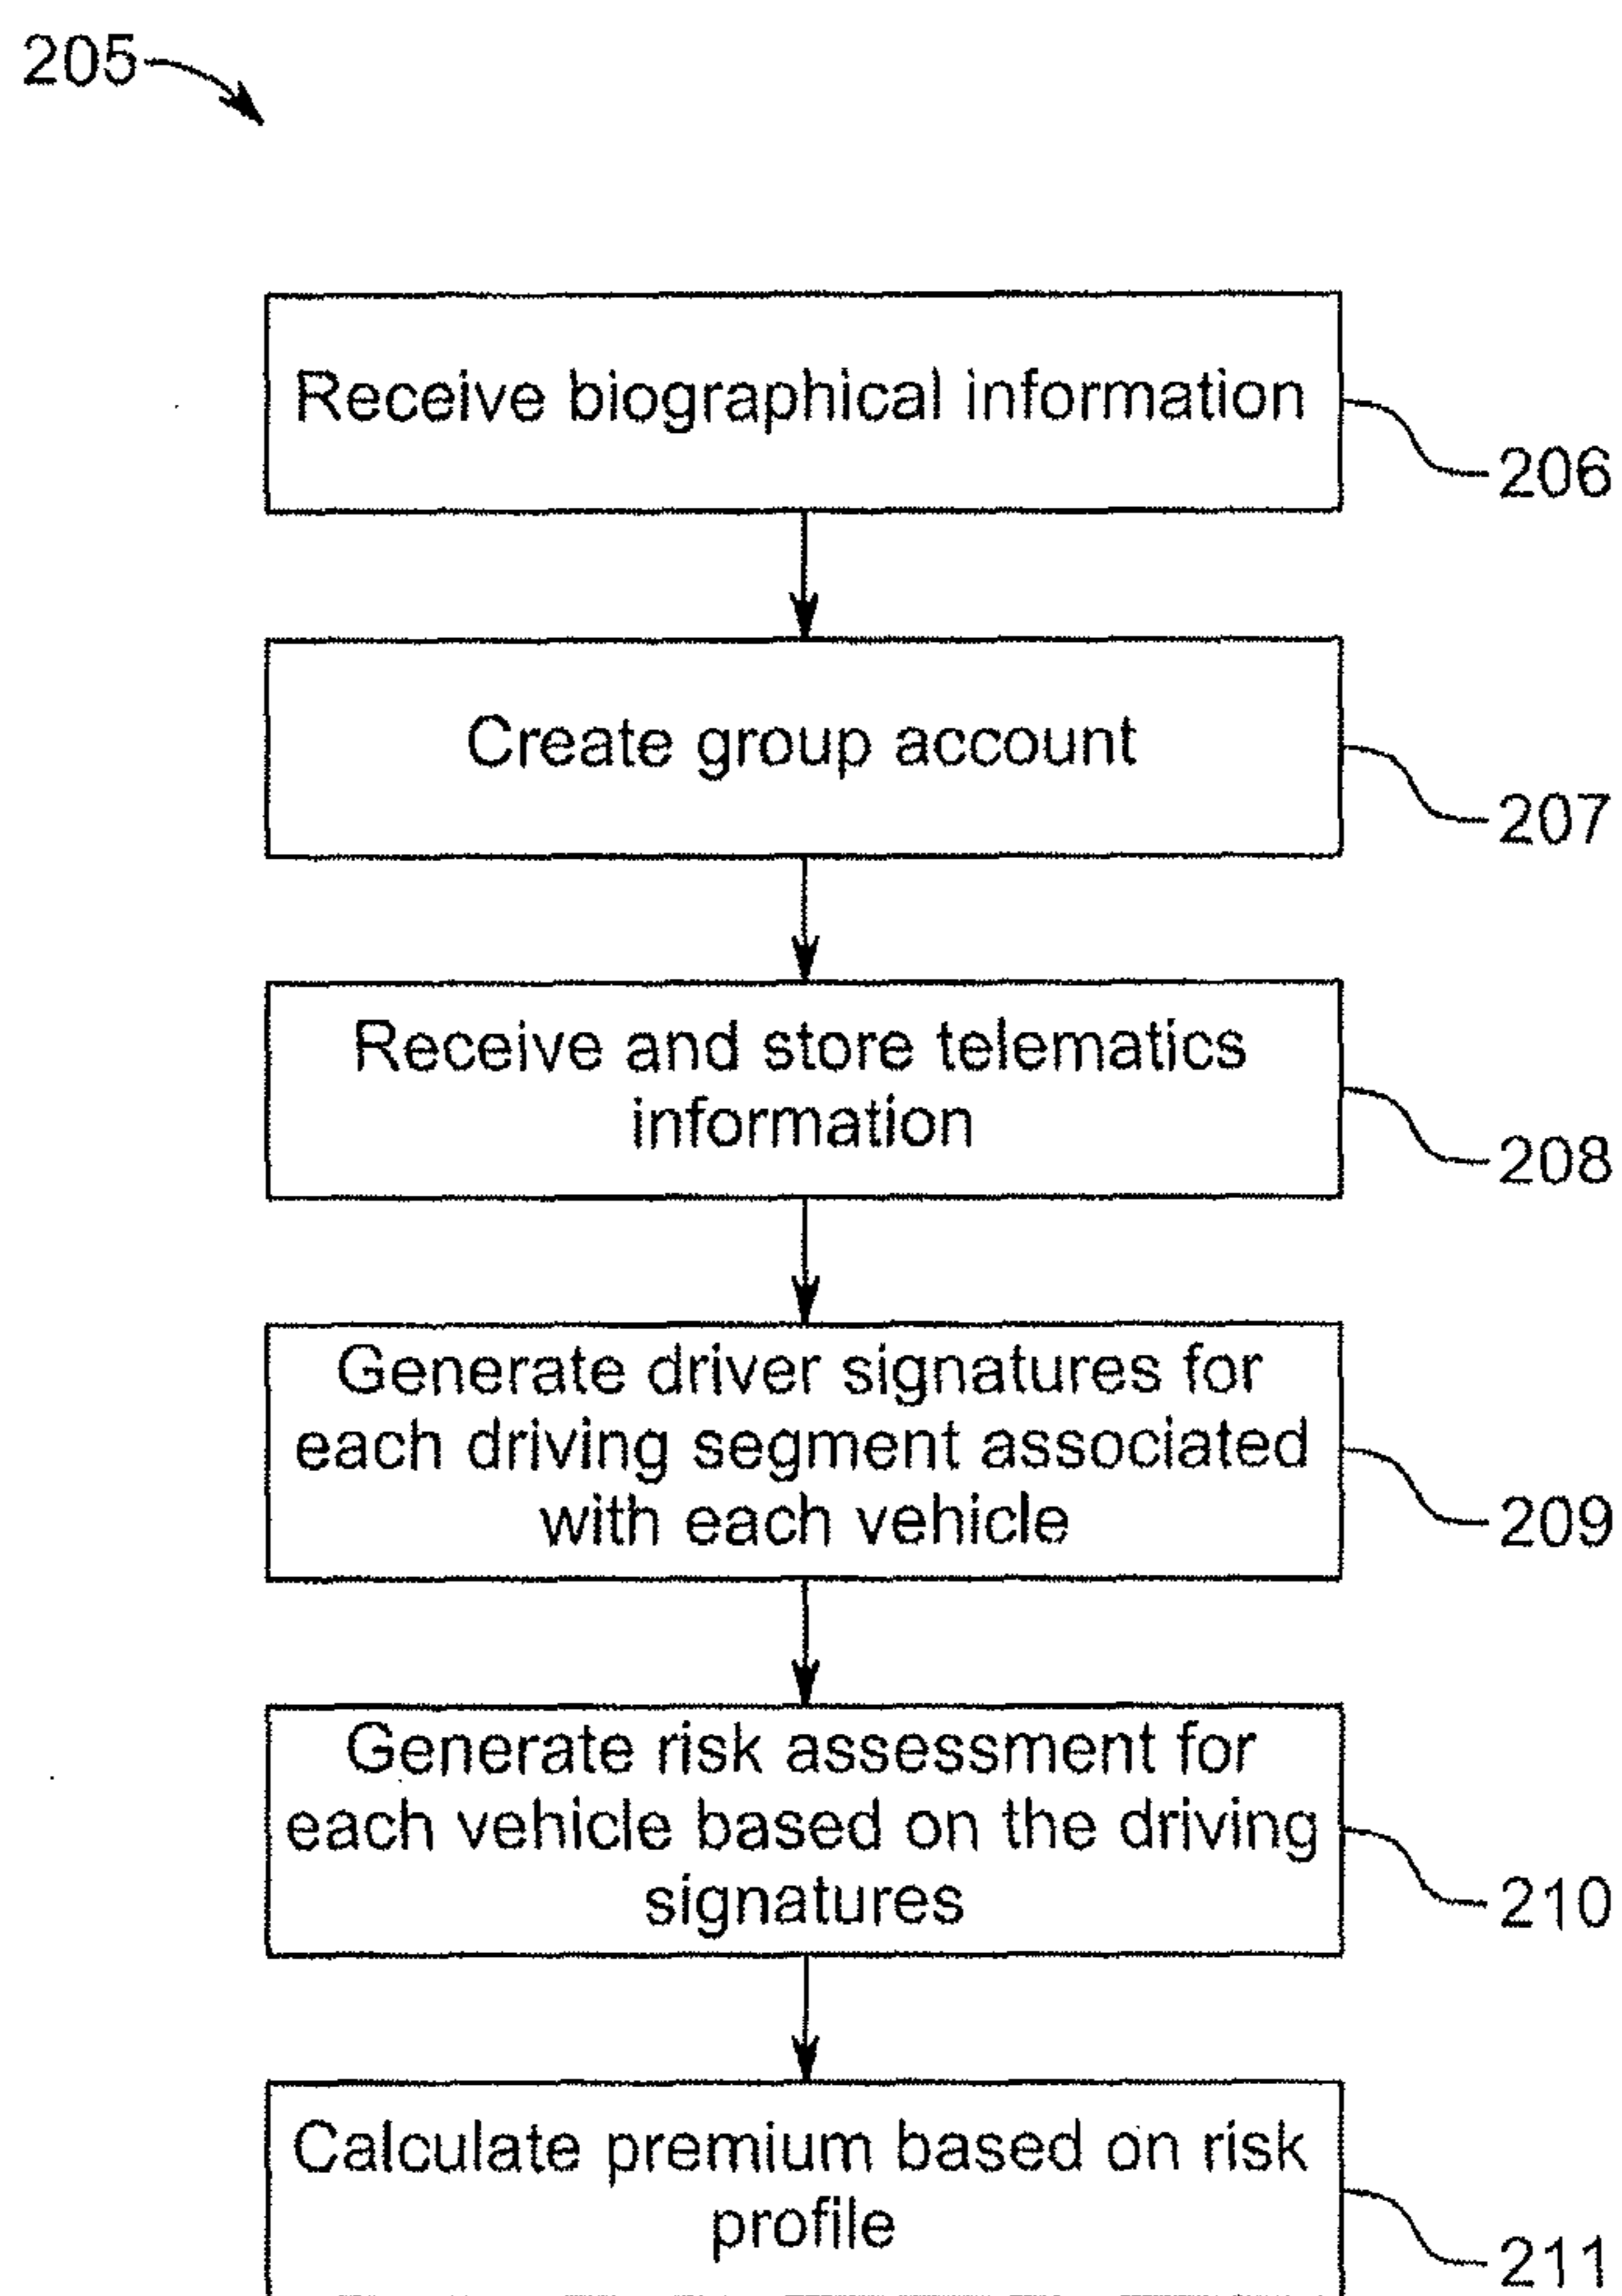 205
Receive biographical information
206
Create group account
207
Receive and store telematics
information
208
Generate driver signatures for
each driving segment associated
with each vehicle
209
Generate risk assessment for
each vehicle based on the driving
signatures
210
Calculate premium based on risk
profile
211